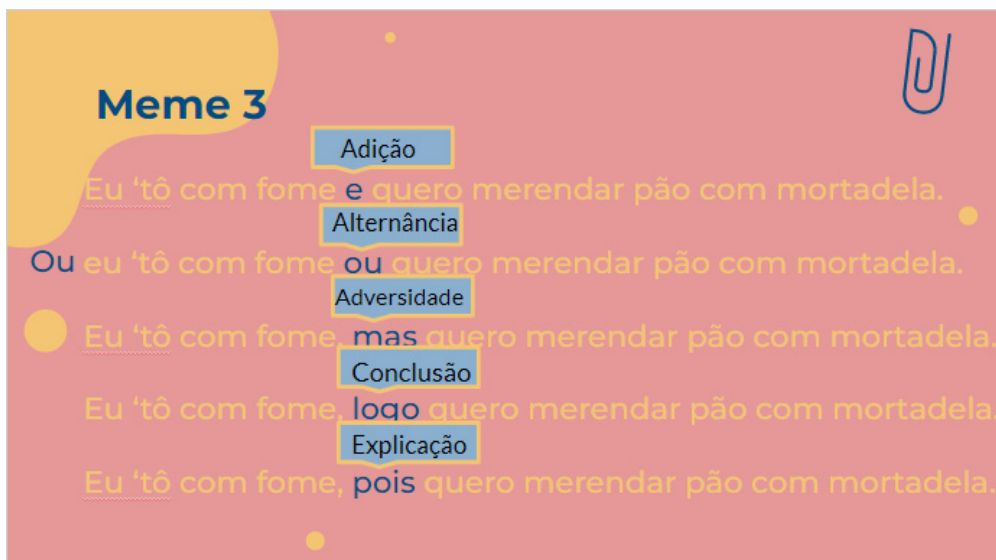 Meme 3
Adição
Eu ‘tô com fome e quero merendar pão com mortadela.
Alternância
Ou eu ‘tô com fome ou quero merendar pão com mortadela.
Adversidade
Eu ‘tô com fome, mas quero merendar pão com mortadela.
Conclusão
Eu ‘tô com fome, logo quero merendar pão com mortadela.
Explicação
Eu ‘tô com fome, pois quero merendar pão com mortadela.